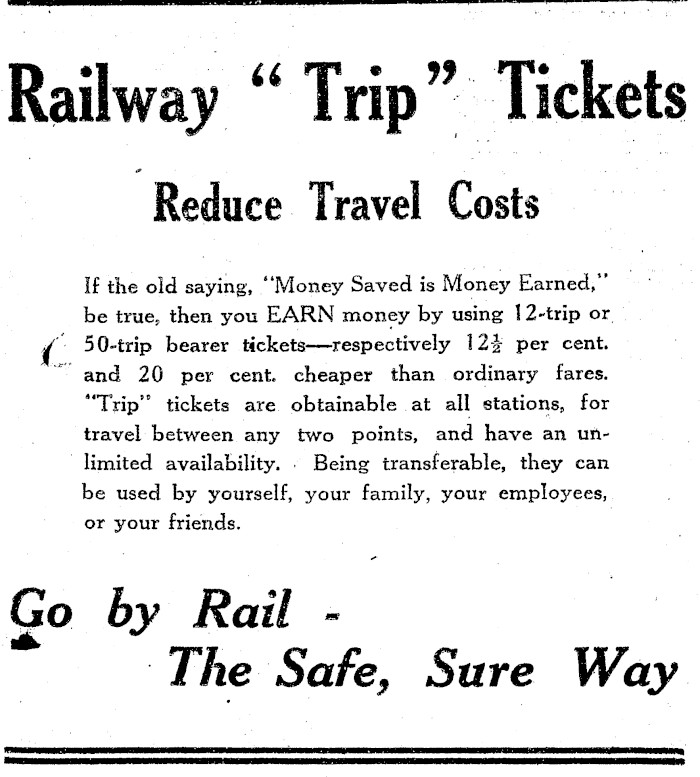 Railway “ Trip” Tickets
Reduce Travel Costs
If the old saying, “Money Saved is Money Earned,”
be true, then you EARN money by using 12-trip or
50-trip bearer tickets—respectively 12½ per cent.
and 20 per cent. cheaper than ordinary fares.
“Trip” tickets are obtainable at all stations, for
travel between any two points, and have an un-
limited availability. Being transferable, they can
be used by yourself, your family, your employees,
or your friends.
Go by Rail -
The Safe, Sure Way